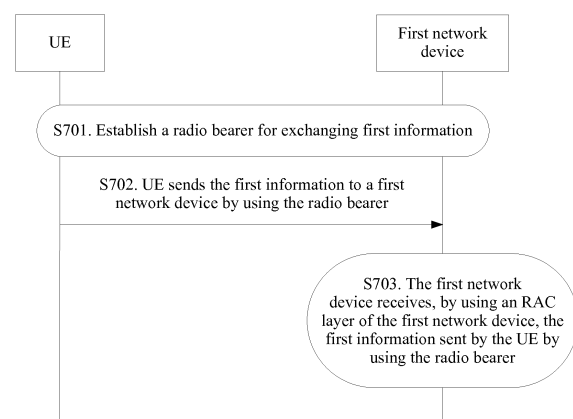 UE
First network
device
S701. Establish a radio bearer for exchanging first information
S702. UE sends the first information to a first
network device by using the radio bearer
S703. The first network
device receives, by using an RAC
layer of the first network device, the
first information sent by the UE by
using the radio bearer